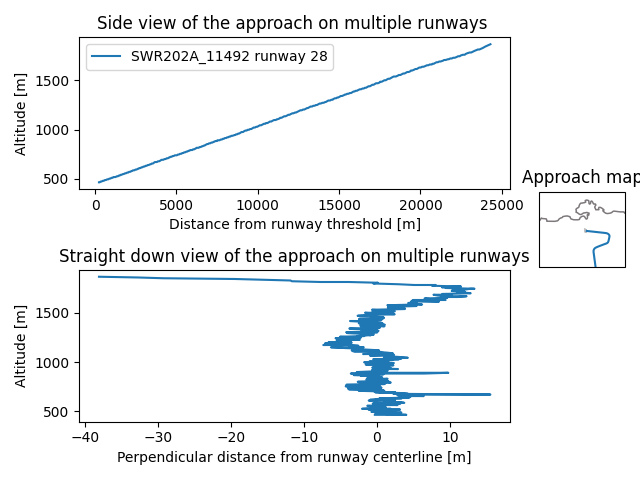 Side view of the approach on multiple runways
Altitude [m]
1500
1000
500
SWR202A_11492 runway 28
0 5000 10000 15000 20000 25000
Distance from runway threshold [m]
Approach map
Straight down view of the approach on multiple runways
Altitude [m]
1500
1000
500
−40 −30 −20 −10 0 10
Perpendicular distance from runway centerline [m]